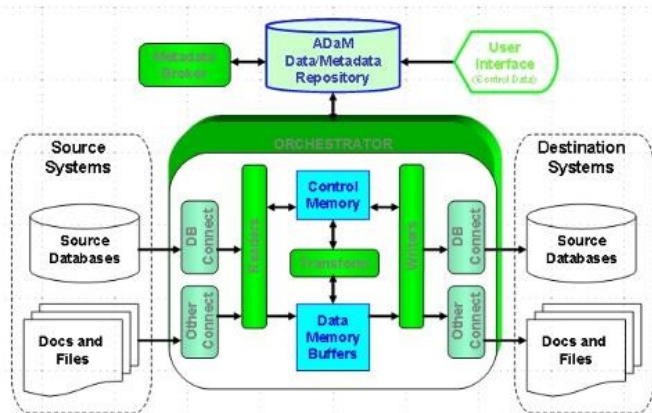 ADaM
Data/Metadata
Repository
Metadata
Broker
User
Interface
(Control Data)
ORCHESTRATOR
Source
Systems
Destination
Systems
Source
Databases
Docs and
Files
DB
Connect
Other
Connect
Readers
Control
Memory
Transform
Data
Memory
Buffers
Writers
DB
Connect
Other
Connect
Source
Databases
Docs and
Files